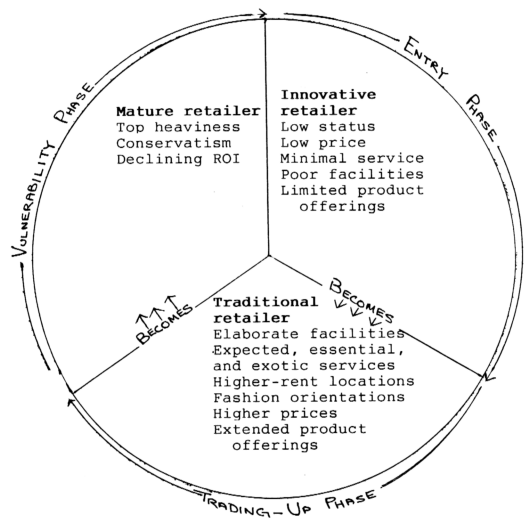 ENTRY PHASE
VULNERABILITY PHASE
Mature retailer
Top heaviness
Conservatism
Declining ROI
Innovative
retailer
Low status
Low price
Minimal service
Poor facilities
Limited product
offerings
BECOMES
BECOMES
Traditional
retailer
Elaborate facilities
Expected, essential,
and exotic services
Higher-rent locations
Fashion orientations
Higher prices
Extended product
offerings
TRADING-UP PHASE